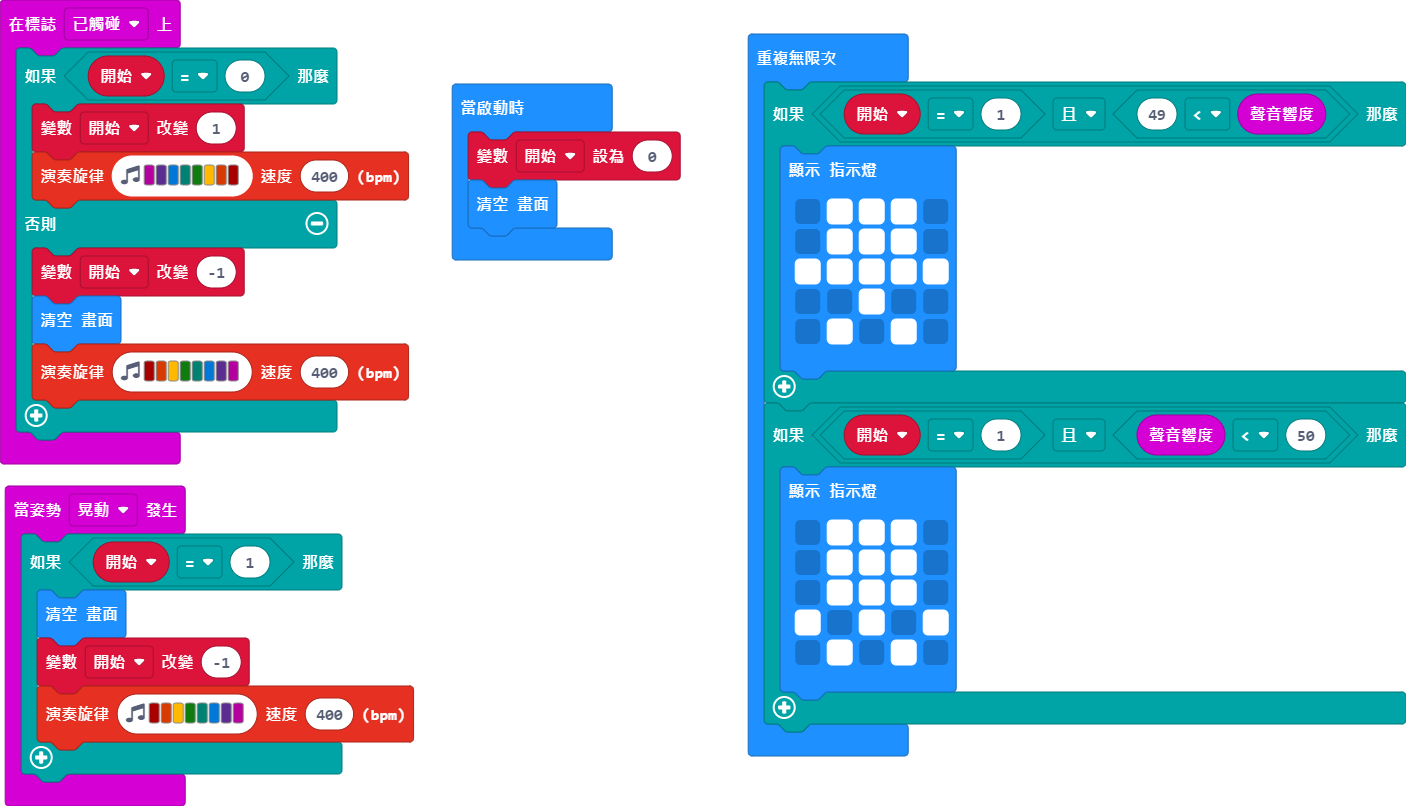 在標誌 已觸碰 上
如果 開始 = 0 那麼
變數 開始 改變 1
演奏旋律 速度 400 (bpm)
否則
變數 開始 改變 -1
清空 畫面
演奏旋律 速度 400 (bpm)
當姿勢 晃動 發生
如果 開始 = 1 那麼
清空 畫面
變數 開始 改變 -1
演奏旋律 速度 400 (bpm)
當啟動時
變數 開始 設為 0
清空 畫面
重複無限次
如果 開始 = 1 且 49 < 聲音響度 那麼
顯示 指示燈
如果 開始 = 1 且 聲音響度 < 50 那麼
顯示 指示燈